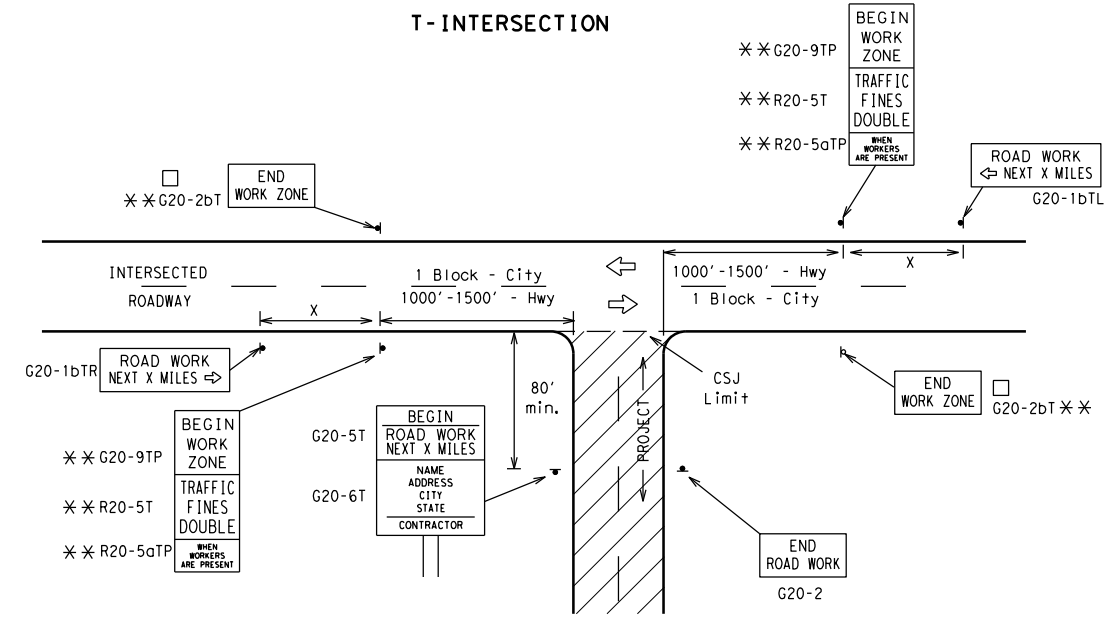 T-INTERSECTION
BEGIN
WORK
ZONE
**G20-9TP
TRAFFIC
FINES
DOUBLE
**R20-5T
WHEN
WORKERS
ARE PRESENT
**R20-5aTP
ROAD WORK
⇦ NEXT X MILES
G20-1bTL
END
WORK ZONE
□
**G20-2bT
INTERSECTED
ROADWAY
X
1 Block - City
1000'-1500' - Hwy
⇦
⇨
1000'-1500' - Hwy
1 Block - City
X
G20-1bTR
ROAD WORK
NEXT X MILES ⇨
80'
min.
CSJ
Limit
PROJECT
END
WORK ZONE
□
G20-2bT **
BEGIN
WORK
ZONE
**G20-9TP
TRAFFIC
FINES
DOUBLE
**R20-5T
WHEN
WORKERS
ARE PRESENT
**R20-5aTP
G20-5T
BEGIN
ROAD WORK
NEXT X MILES
G20-6T
NAME
ADDRESS
CITY
STATE
CONTRACTOR
END
ROAD WORK
G20-2